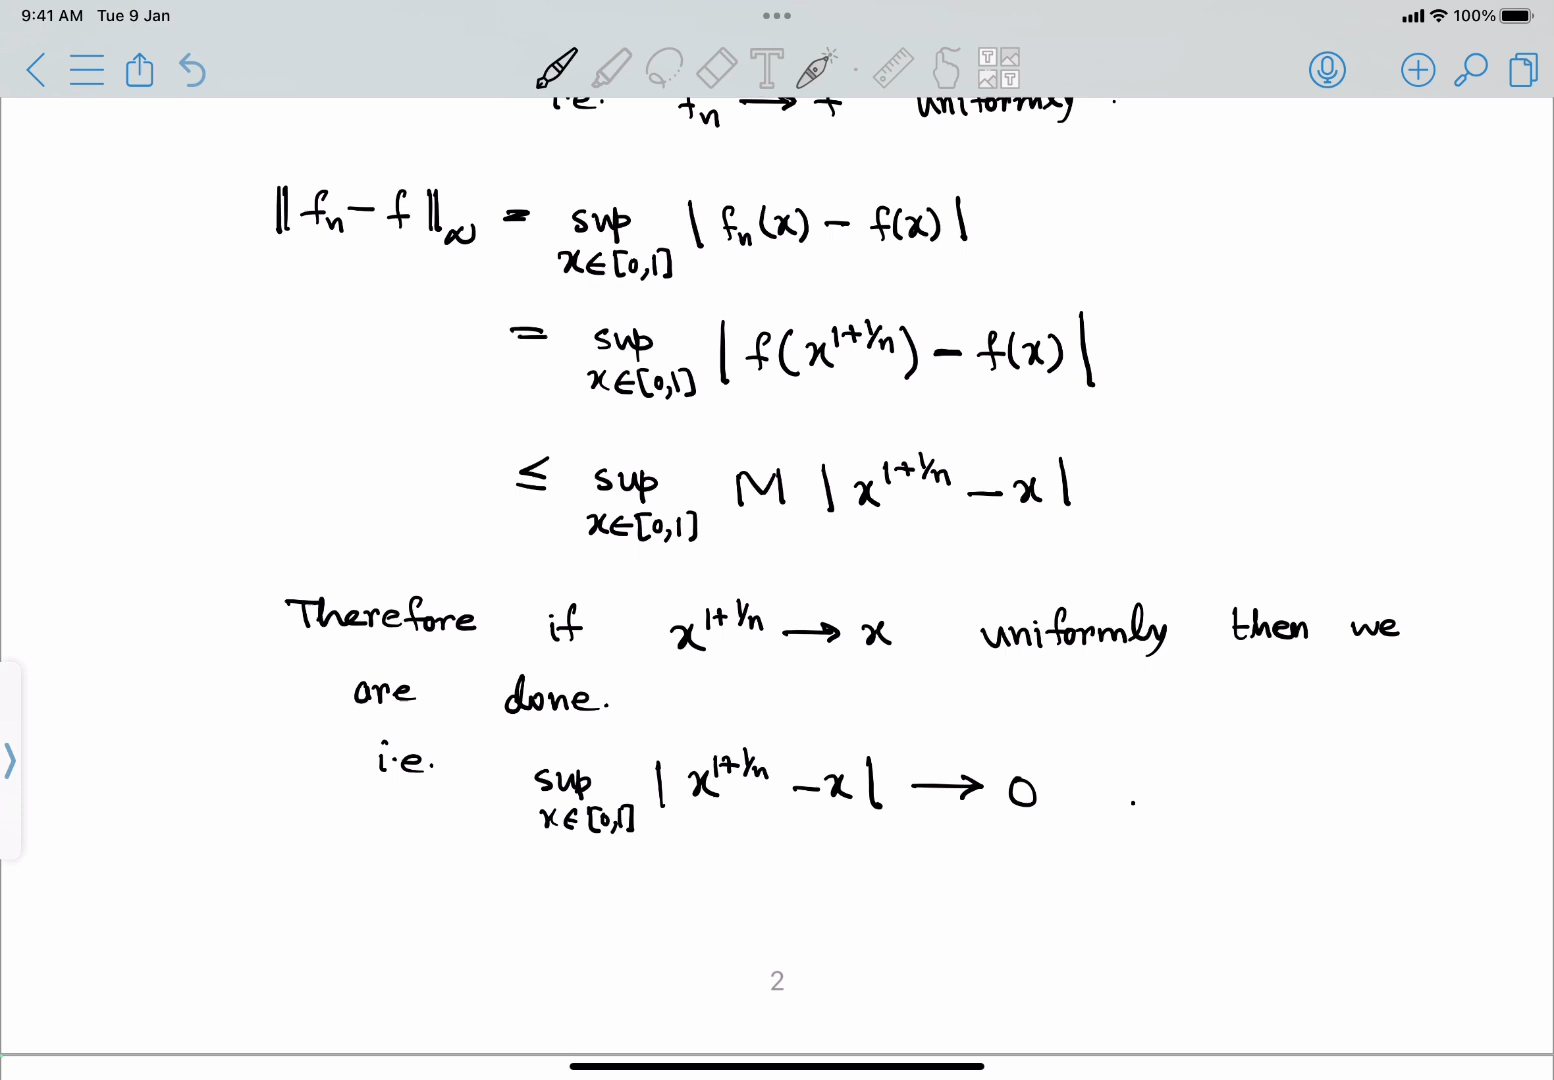 9:41 AM Tue 9 Jan
100%
i.e. fn → f uniformly.
‖ fn − f ‖∞ = sup x∈[0,1] | fn(x) − f(x) |
= sup x∈[0,1] | f(x^{1+1/n}) − f(x) |
≤ sup x∈[0,1] M | x^{1+1/n} − x |
Therefore if x^{1+1/n} → x uniformly then we
are done.
i.e. sup x∈[0,1] | x^{1+1/n} − x | → 0 .
2